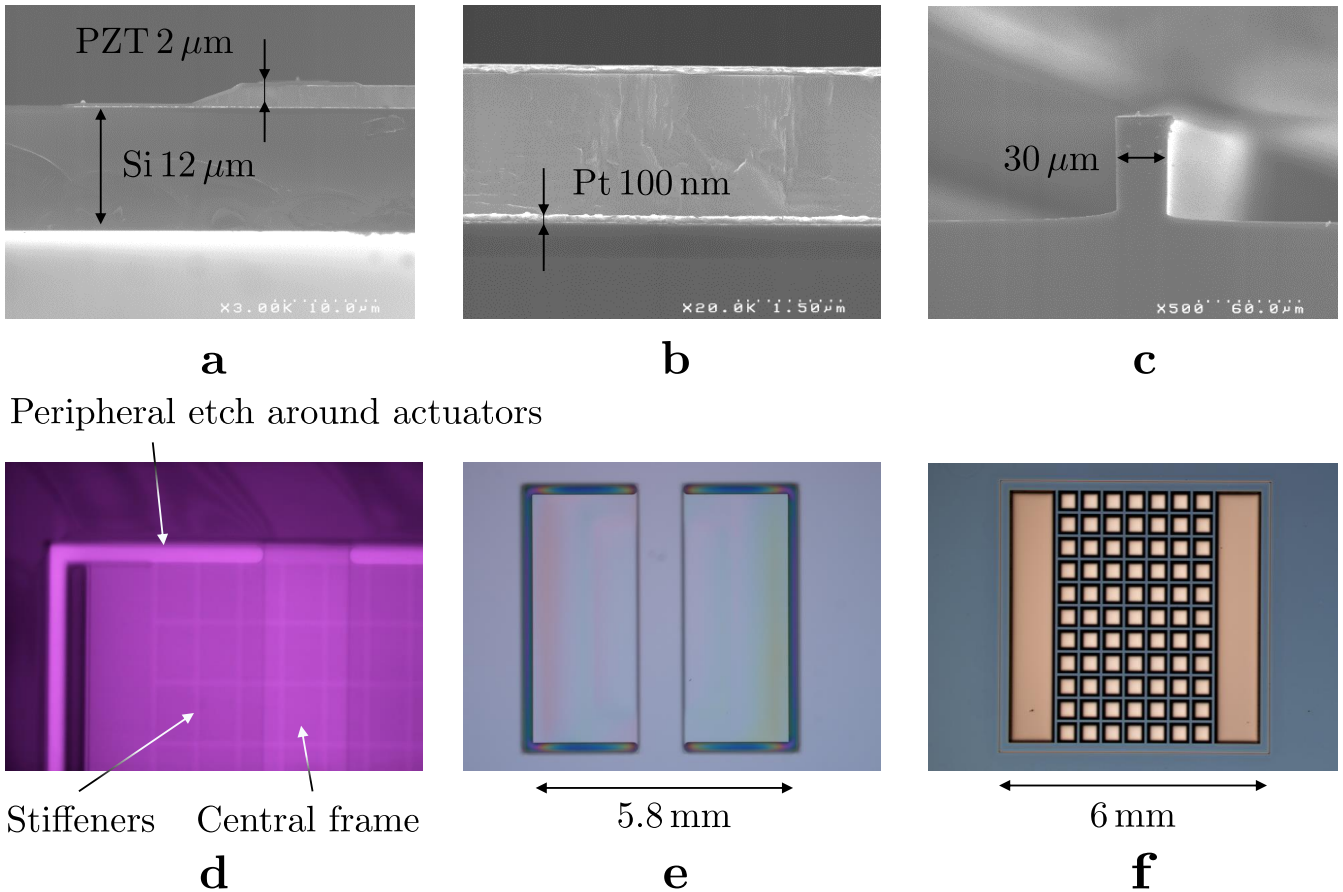 PZT 2 μm
Si 12 μm
X3.00K 10.0μm
Pt 100 nm
X20.0K 1.50μm
30 μm
X500 60.0μm
a
b
c
Peripheral etch around actuators
Stiffeners
Central frame
5.8 mm
6 mm
d
e
f